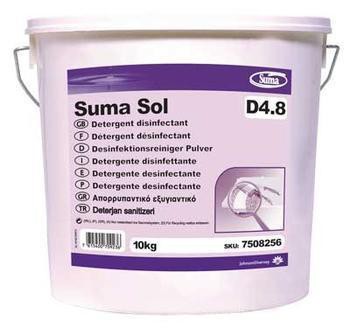 Suma
Suma Sol
D4.8
GB Detergent disinfectant
F Détergent désinfectant
D Desinfektionsreiniger Pulver
I Detergente disinfettante
E Detergente desinfectante
P Detergente desinfectante
GR Απορρυπαντικό εξυγιαντικό
TR Deterjan sanitizeri
10kg
SKU: 7508256
JohnsonDiversey